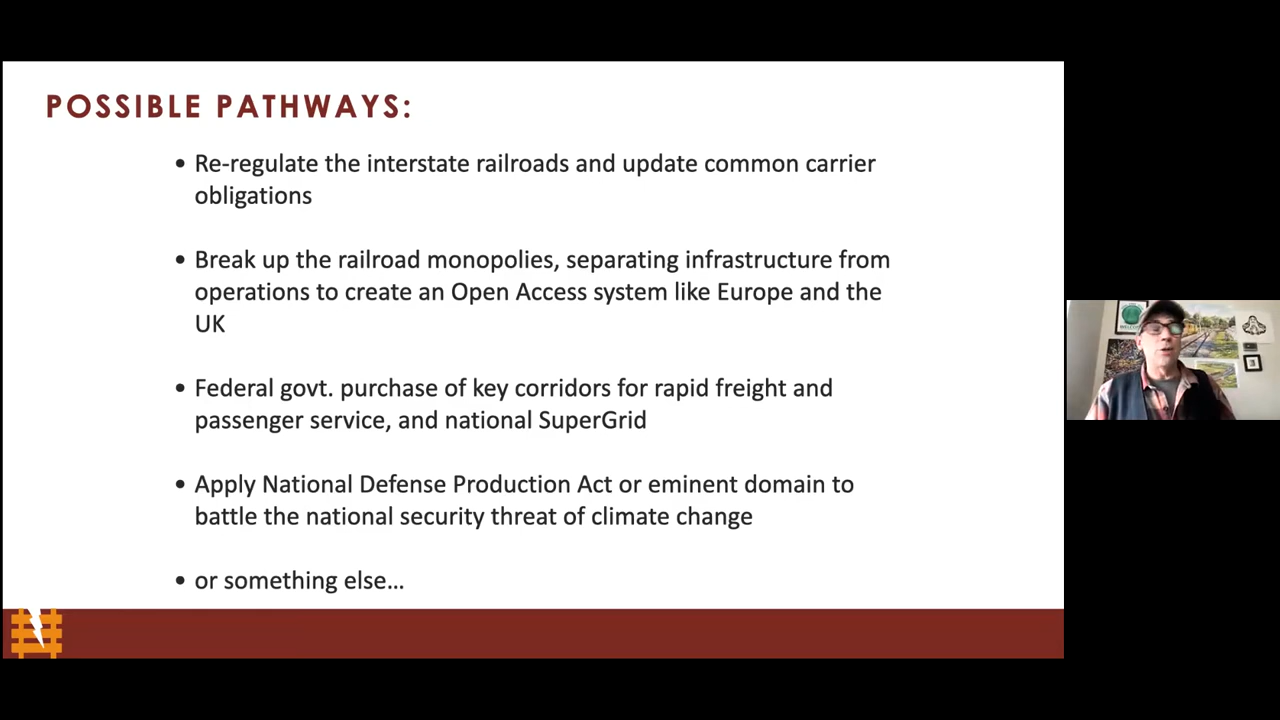 POSSIBLE PATHWAYS:
• Re-regulate the interstate railroads and update common carrier
obligations
• Break up the railroad monopolies, separating infrastructure from
operations to create an Open Access system like Europe and the
UK
• Federal govt. purchase of key corridors for rapid freight and
passenger service, and national SuperGrid
• Apply National Defense Production Act or eminent domain to
battle the national security threat of climate change
• or something else...